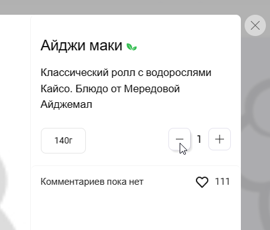 Айджи маки
Классический ролл с водорослями
Кайсо. Блюдо от Мередовой
Айджемал
140г
1
Комментариев пока нет
111